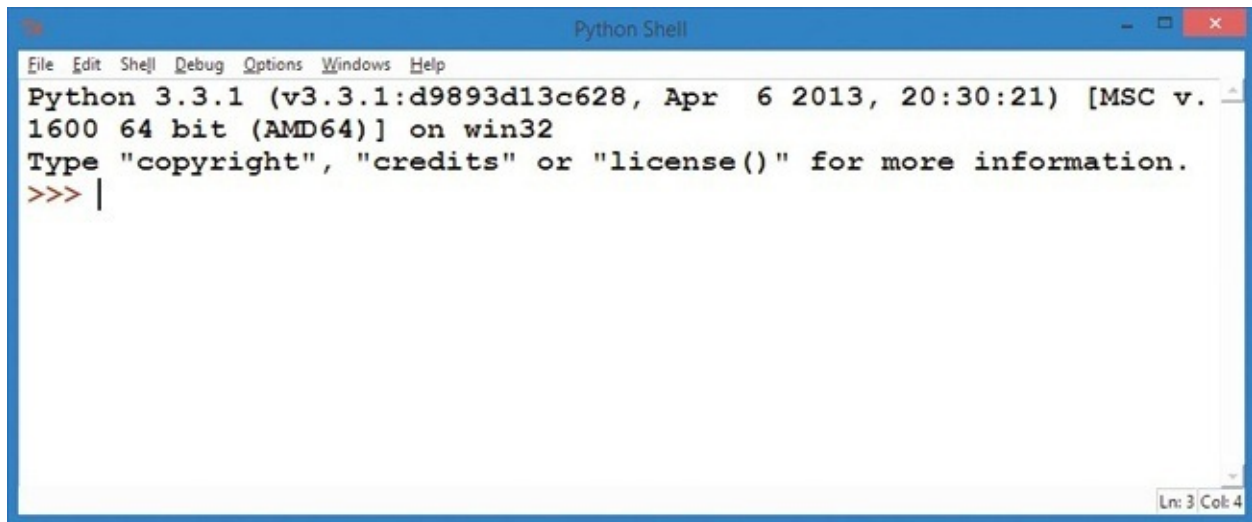 Python Shell
File Edit Shell Debug Options Windows Help
Python 3.3.1 (v3.3.1:d9893d13c628, Apr  6 2013, 20:30:21) [MSC v.
1600 64 bit (AMD64)] on win32
Type "copyright", "credits" or "license()" for more information.
>>>
Ln: 3 Col: 4